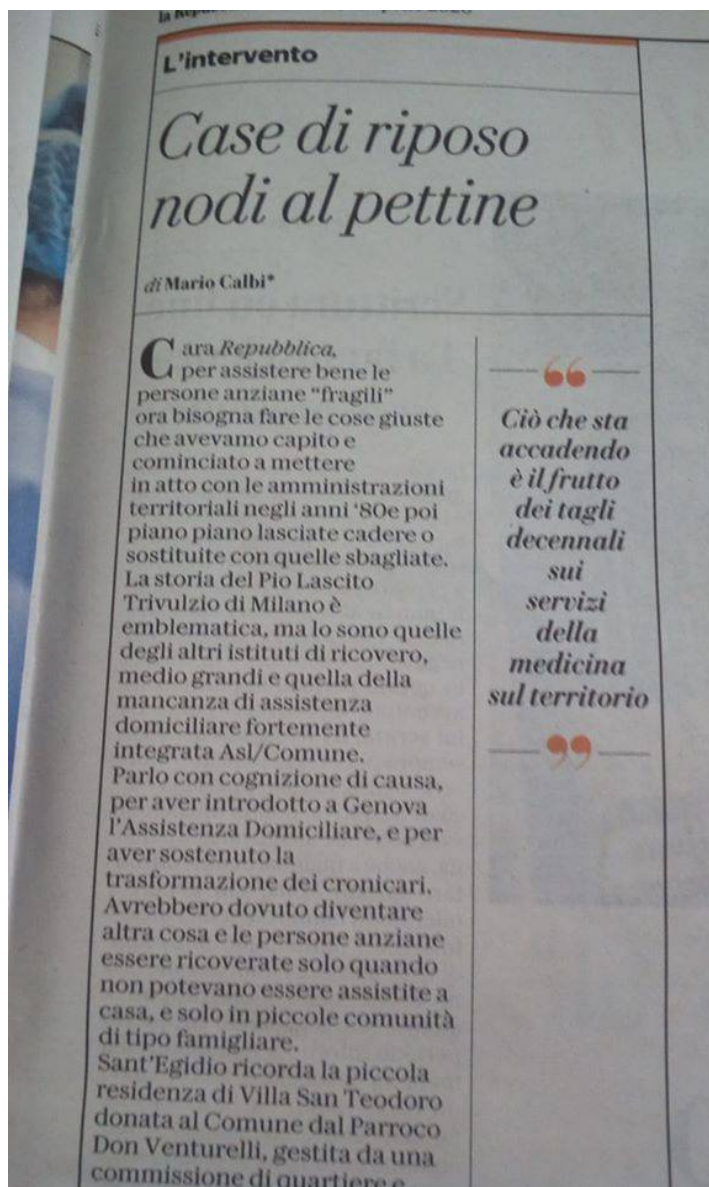 la Repubblica
L'intervento
Case di riposo
nodi al pettine
di Mario Calbi*
Cara Repubblica,
per assistere bene le
persone anziane "fragili"
ora bisogna fare le cose giuste
che avevamo capito e
cominciato a mettere
in atto con le amministrazioni
territoriali negli anni '80e poi
piano piano lasciate cadere o
sostituite con quelle sbagliate.
La storia del Pio Lascito
Trivulzio di Milano è
emblematica, ma lo sono quelle
degli altri istituti di ricovero,
medio grandi e quella della
mancanza di assistenza
domiciliare fortemente
integrata Asl/Comune.
Parlo con cognizione di causa,
per aver introdotto a Genova
l'Assistenza Domiciliare, e per
aver sostenuto la
trasformazione dei cronicari.
Avrebbero dovuto diventare
altra cosa e le persone anziane
essere ricoverate solo quando
non potevano essere assistite a
casa, e solo in piccole comunità
di tipo famigliare.
Sant'Egidio ricorda la piccola
residenza di Villa San Teodoro
donata al Comune dal Parroco
Don Venturelli, gestita da una
commissione di quartiere e
“
Ciò che sta
accadendo
è il frutto
dei tagli
decennali
sui
servizi
della
medicina
sul territorio
”